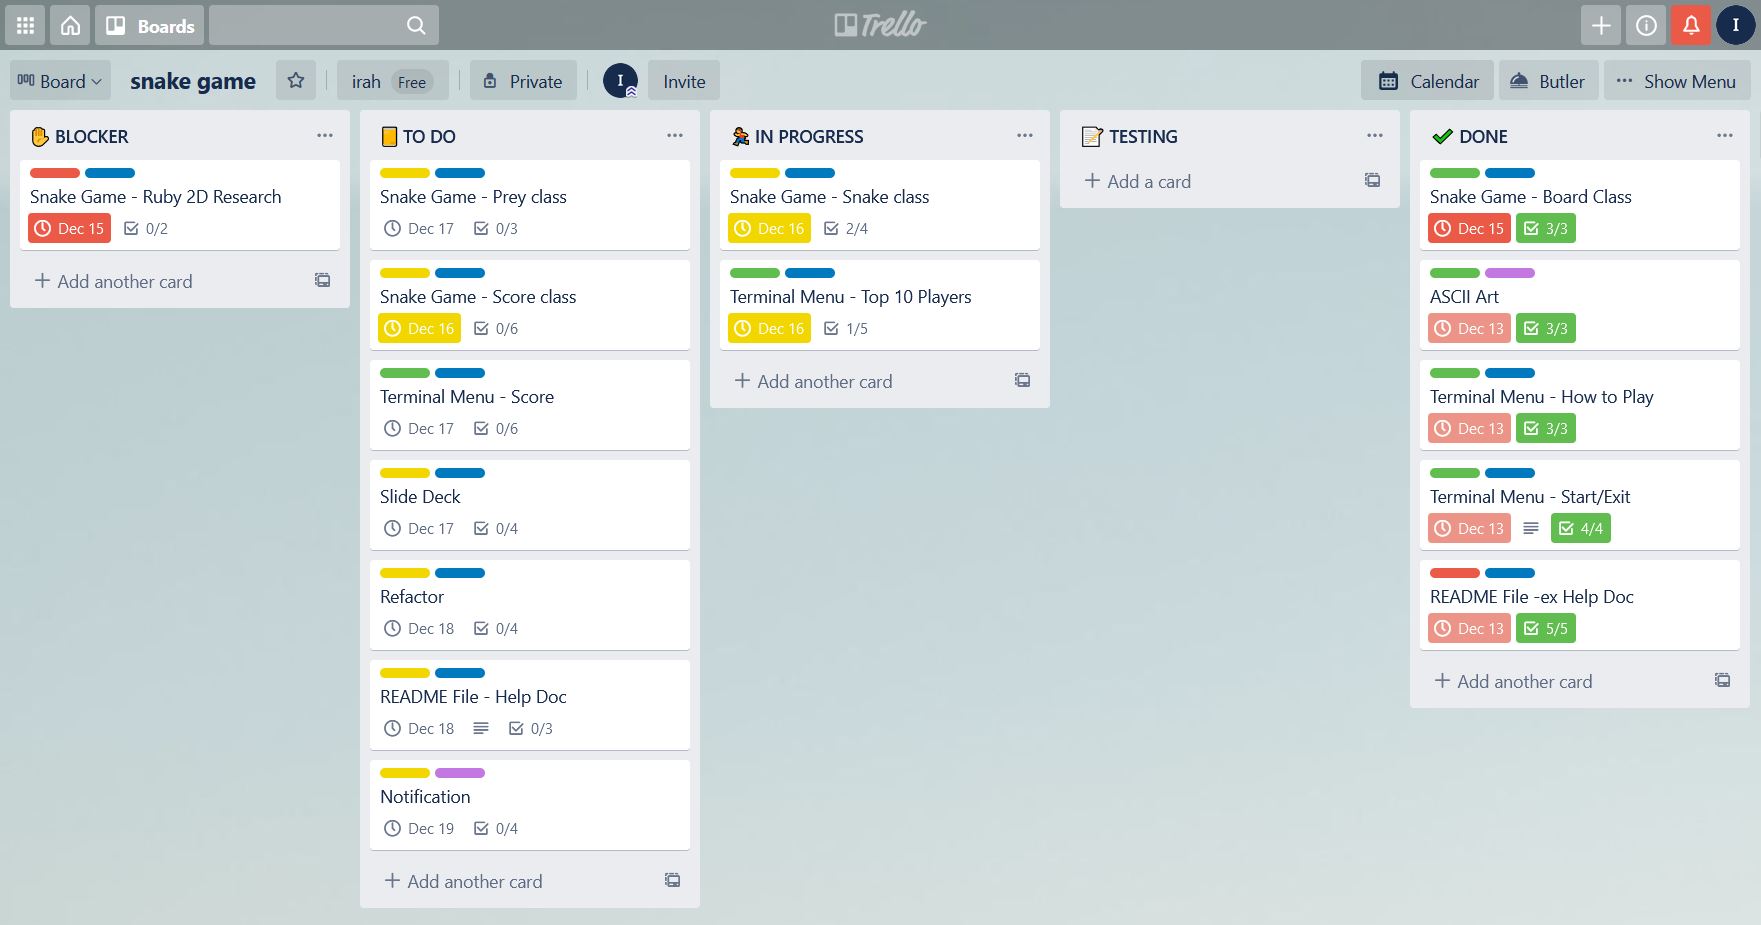 Boards
Trello
I
Board
snake game
irah Free
Private
I
Invite
Calendar
Butler
Show Menu
BLOCKER
Snake Game - Ruby 2D Research
Dec 15 0/2
+ Add another card
TO DO
Snake Game - Prey class
Dec 17 0/3
Snake Game - Score class
Dec 16 0/6
Terminal Menu - Score
Dec 17 0/6
Slide Deck
Dec 17 0/4
Refactor
Dec 18 0/4
README File - Help Doc
Dec 18 0/3
Notification
Dec 19 0/4
+ Add another card
IN PROGRESS
Snake Game - Snake class
Dec 16 2/4
Terminal Menu - Top 10 Players
Dec 16 1/5
+ Add another card
TESTING
+ Add a card
DONE
Snake Game - Board Class
Dec 15 3/3
ASCII Art
Dec 13 3/3
Terminal Menu - How to Play
Dec 13 3/3
Terminal Menu - Start/Exit
Dec 13 4/4
README File -ex Help Doc
Dec 13 5/5
+ Add another card